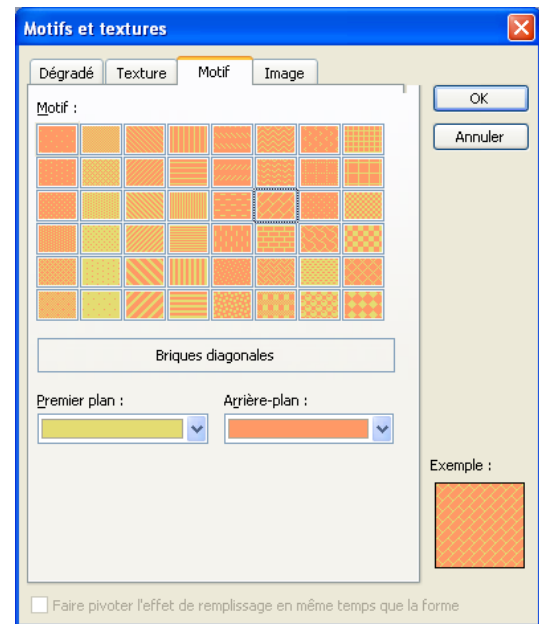 Motifs et textures
Dégradé Texture Motif Image
Motif :
OK
Annuler
Briques diagonales
Premier plan : Arrière-plan :
Exemple :
Faire pivoter l'effet de remplissage en même temps que la forme